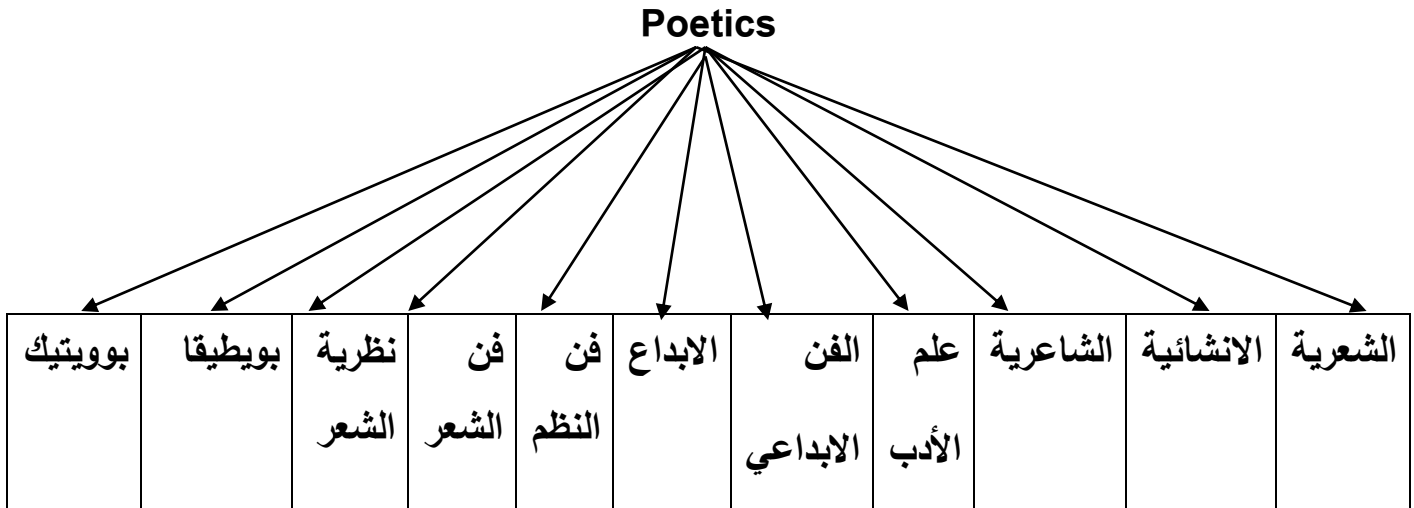 Poetics
الشعرية
الانشائية
الشاعرية
علم
الأدب
الفن
الابداعي
الابداع
فن
النظم
فن
الشعر
نظرية
الشعر
بويطيقا
بوويتيك